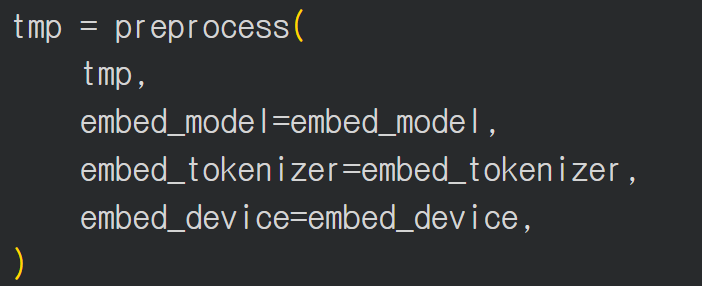 tmp = preprocess(
    tmp,
    embed_model=embed_model,
    embed_tokenizer=embed_tokenizer,
    embed_device=embed_device,
)